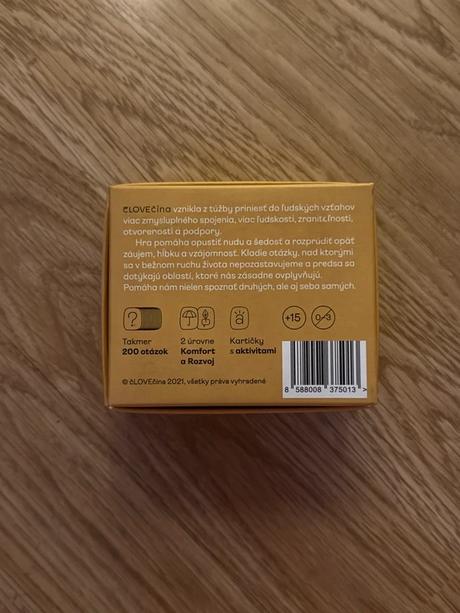 čLOVEčina vznikla z túžby priniesť do ľudských vzťahov
viac zmysluplného spojenia, viac ľudskosti, zraniteľnosti,
otvorenosti a podpory.
Hra pomáha opustiť nudu a šedosť a rozprúdiť opäť
záujem, hĺbku a vzájomnosť. Kladie otázky, nad ktorými
sa v bežnom ruchu života nepozastavujeme a predsa sa
dotýkajú oblastí, ktoré nás zásadne ovplyvňujú.
Pomáha nám nielen spoznať druhých, ale aj seba samých.
?
a
+15
0-3
Takmer
200 otázok
2 úrovne
Komfort
a Rozvoj
Kartičky
s aktivitami
© čLOVEčina 2021, všetky práva vyhradené
8 588008 375013 >